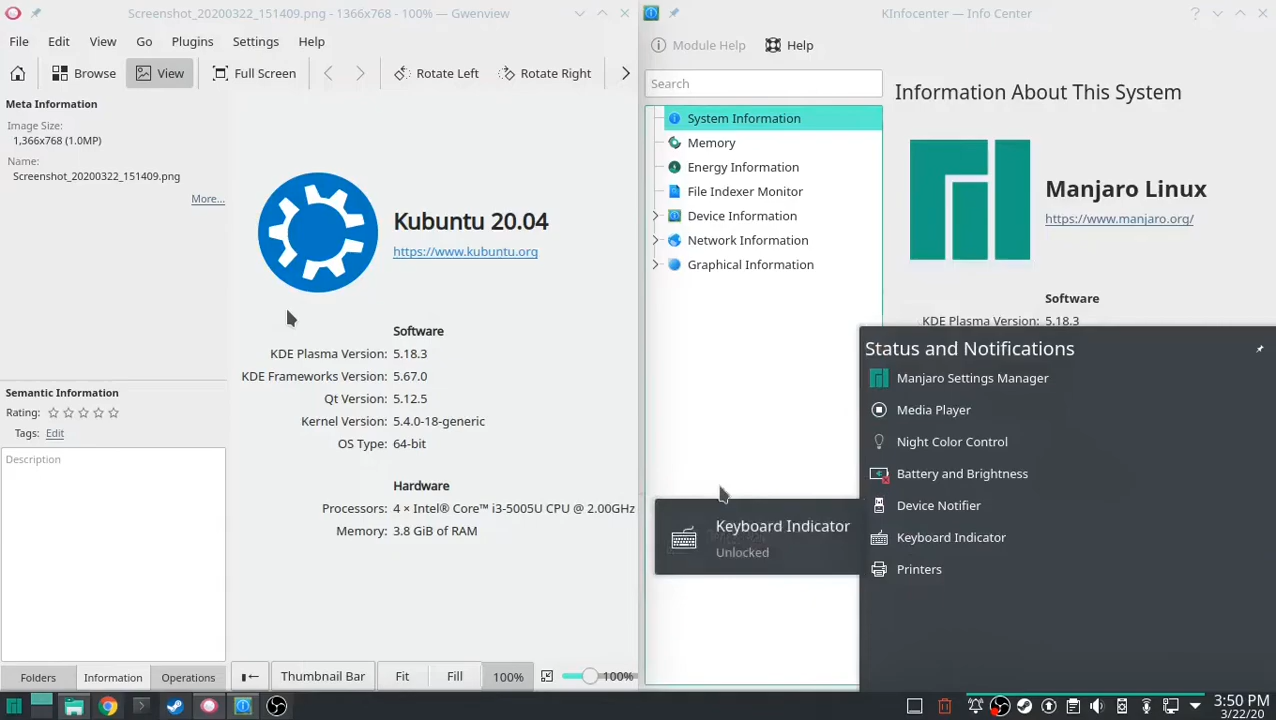 Screenshot_20200322_151409.png - 1366x768 - 100% — Gwenview
File Edit View Go Plugins Settings Help
Browse View Full Screen Rotate Left Rotate Right
Meta Information
Image Size:
1,366x768 (1.0MP)
Name:
Screenshot_20200322_151409.png
More...
Kubuntu 20.04
https://www.kubuntu.org
Software
KDE Plasma Version: 5.18.3
KDE Frameworks Version: 5.67.0
Qt Version: 5.12.5
Kernel Version: 5.4.0-18-generic
OS Type: 64-bit
Hardware
Processors: 4 × Intel® Core™ i3-5005U CPU @ 2.00GHz
Memory: 3.8 GiB of RAM
Semantic Information
Rating:
Tags: Edit
Description
Folders Information Operations
Thumbnail Bar Fit Fill 100% 100%
KInfocenter — Info Center
Module Help Help
Search
System Information
Memory
Energy Information
File Indexer Monitor
Device Information
Network Information
Graphical Information
Information About This System
Manjaro Linux
https://www.manjaro.org/
Software
KDE Plasma Version: 5.18.3
Keyboard Indicator
Unlocked
Status and Notifications
Manjaro Settings Manager
Media Player
Night Color Control
Battery and Brightness
Device Notifier
Keyboard Indicator
Printers
3:50 PM
3/22/20